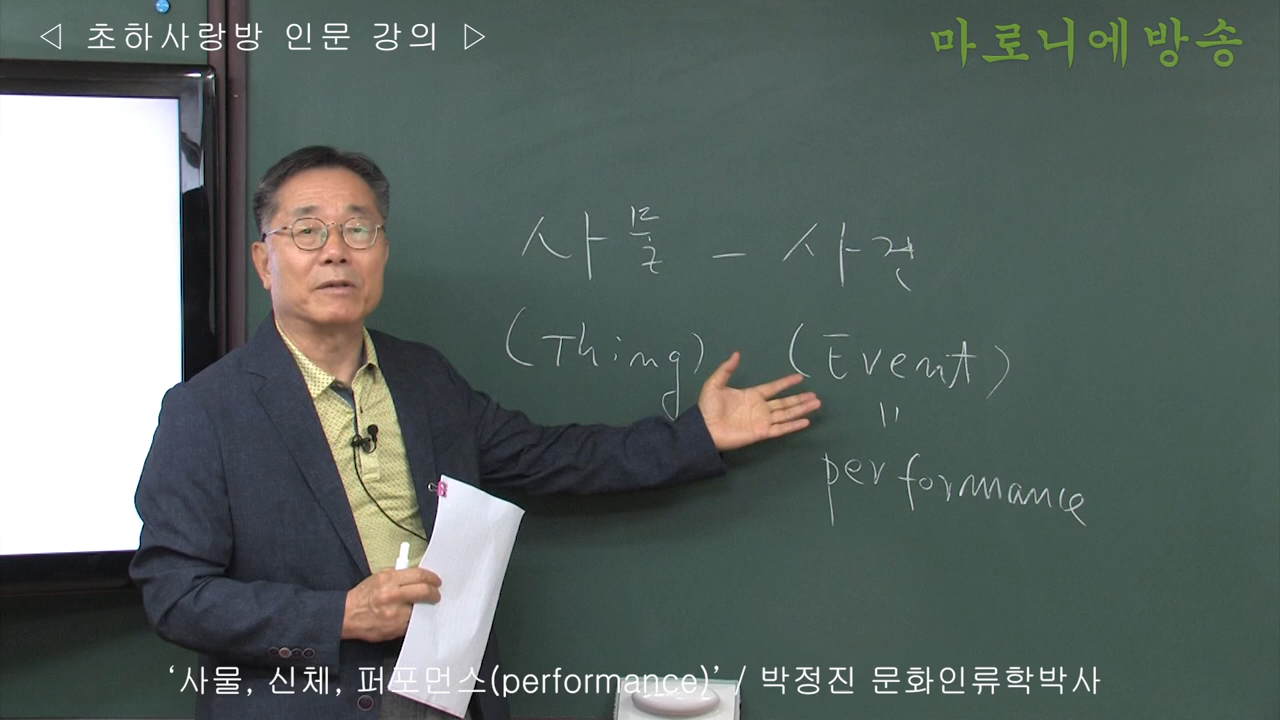 ◁ 초하사랑방 인문 강의 ▷
마로니에방송
사물 - 사건
(Thing) (Event)
"
performance
‘사물, 신체, 퍼포먼스(performance)’ / 박정진 문화인류학박사